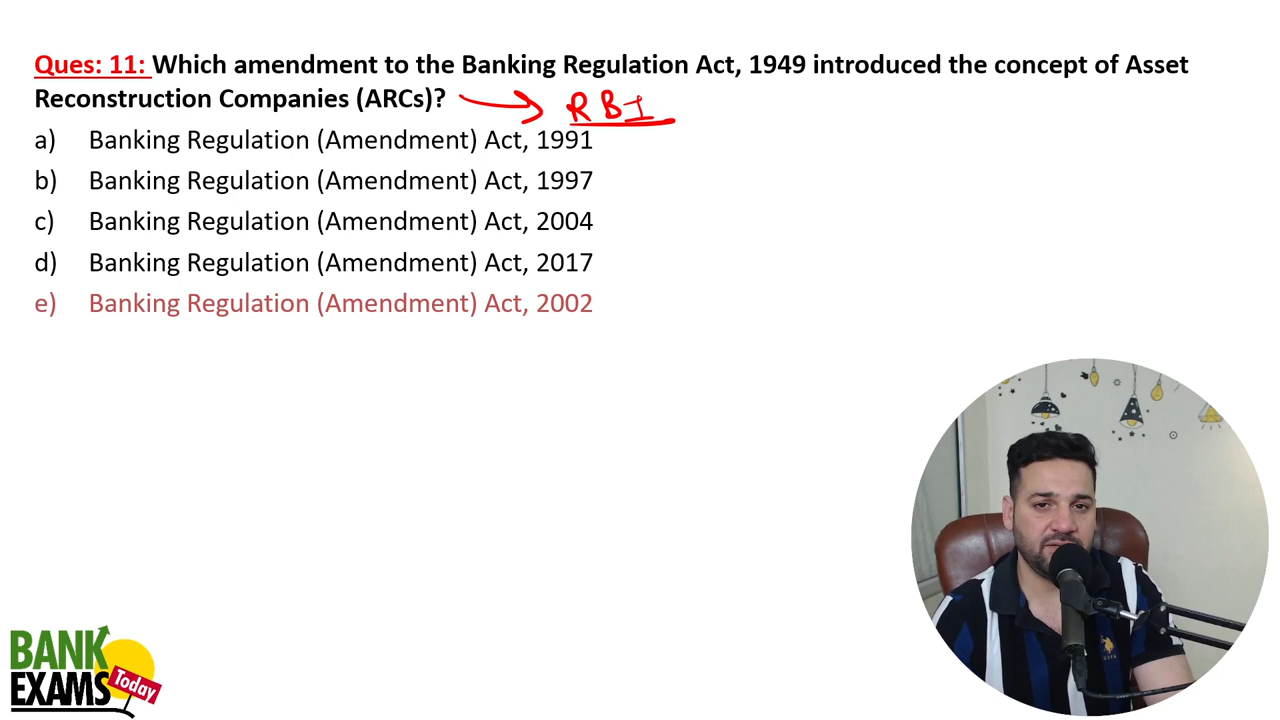 Ques: 11: Which amendment to the Banking Regulation Act, 1949 introduced the concept of Asset
Reconstruction Companies (ARCs)?
RBI
a) Banking Regulation (Amendment) Act, 1991
b) Banking Regulation (Amendment) Act, 1997
c) Banking Regulation (Amendment) Act, 2004
d) Banking Regulation (Amendment) Act, 2017
e) Banking Regulation (Amendment) Act, 2002
BANK
EXAMS
Today